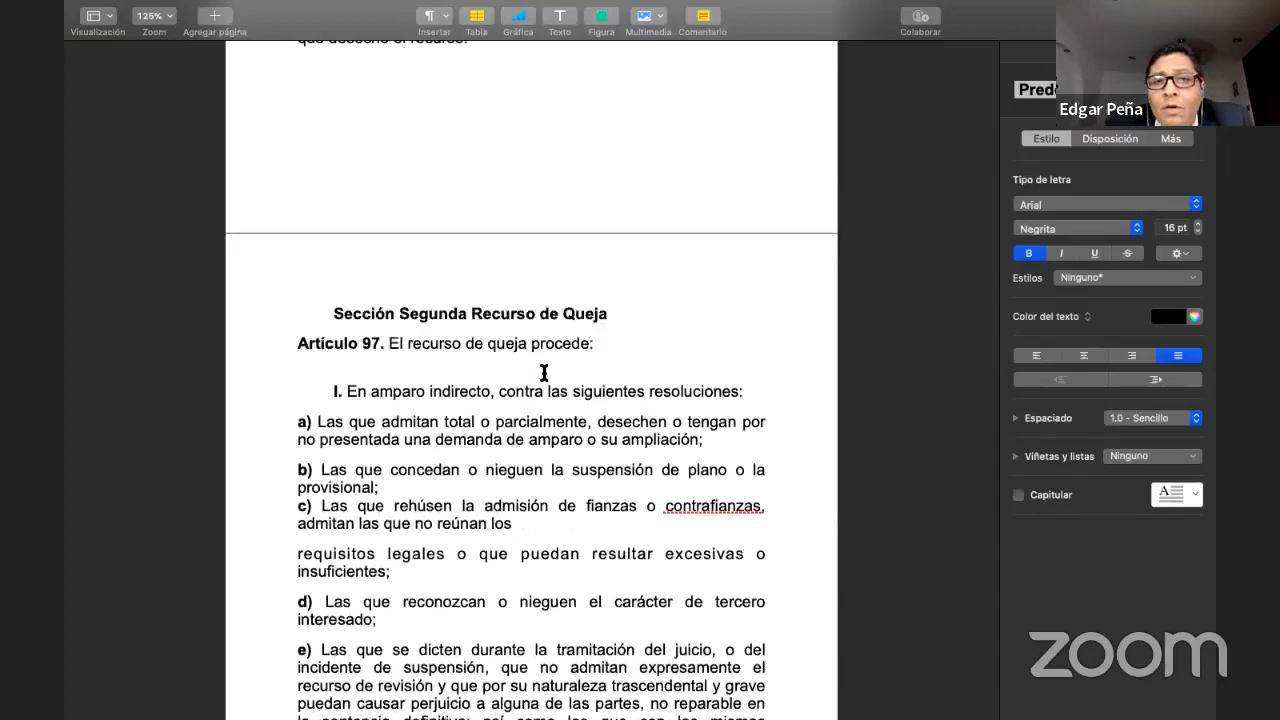 125%
Visualización Zoom Agregar página Insertar Tabla Gráfica Texto Figura Multimedia Comentario Colaborar
que desechó el recurso.
Edgar Peña
Estilo Disposición Más
Tipo de letra
Arial
Negrita 16 pt
B I U S
Estilos Ninguno*
Color del texto
Espaciado 1.0 - Sencillo
Viñetas y listas Ninguno
Capitular A
Sección Segunda Recurso de Queja
Artículo 97. El recurso de queja procede:
I. En amparo indirecto, contra las siguientes resoluciones:
a) Las que admitan total o parcialmente, desechen o tengan por
no presentada una demanda de amparo o su ampliación;
b) Las que concedan o nieguen la suspensión de plano o la
provisional;
c) Las que rehúsen la admisión de fianzas o contrafianzas,
admitan las que no reúnan los
requisitos legales o que puedan resultar excesivas o
insuficientes;
d) Las que reconozcan o nieguen el carácter de tercero
interesado;
e) Las que se dicten durante la tramitación del juicio, o del
incidente de suspensión, que no admitan expresamente el
recurso de revisión y que por su naturaleza trascendental y grave
puedan causar perjuicio a alguna de las partes, no reparable en
la sentencia definitiva; así como las que con las mismas
zoom